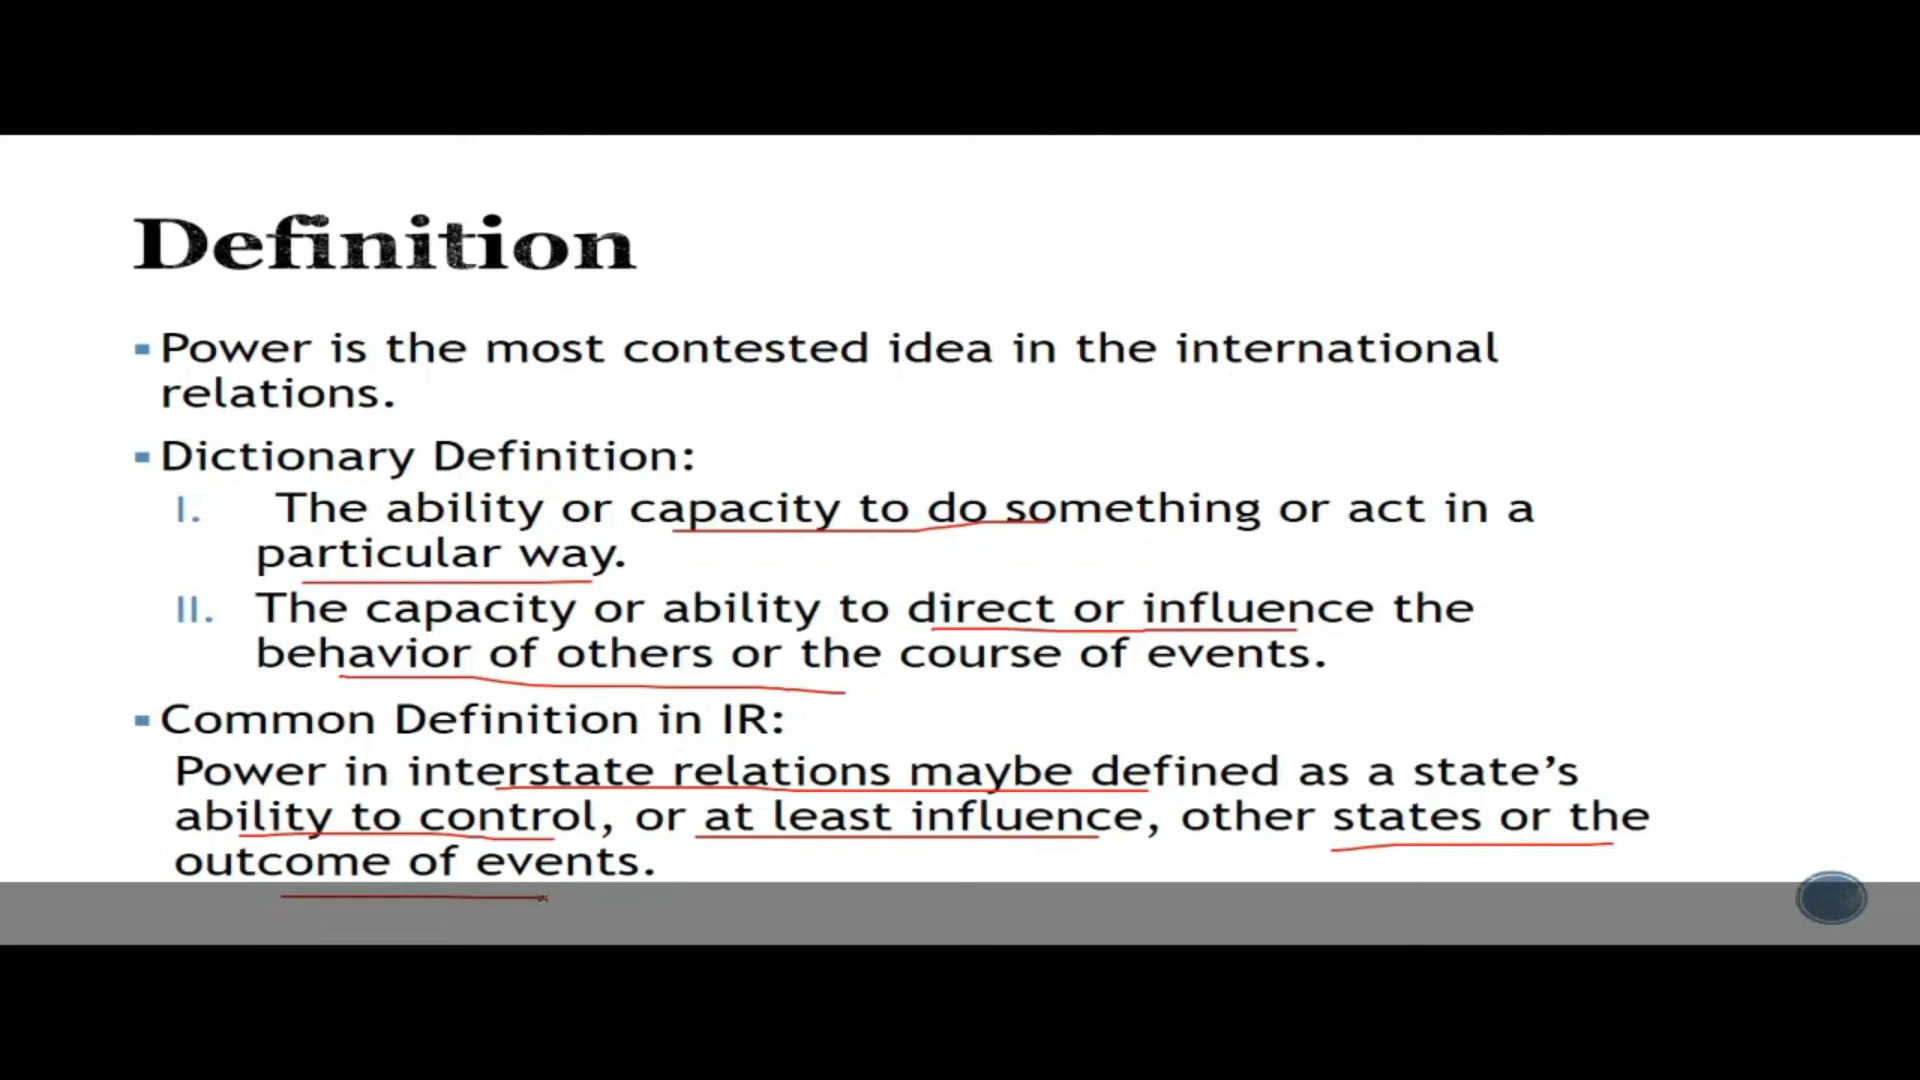 Definition
▪Power is the most contested idea in the international
relations.
▪Dictionary Definition:
I. The ability or capacity to do something or act in a
particular way.
II. The capacity or ability to direct or influence the
behavior of others or the course of events.
▪Common Definition in IR:
Power in interstate relations maybe defined as a state’s
ability to control, or at least influence, other states or the
outcome of events.